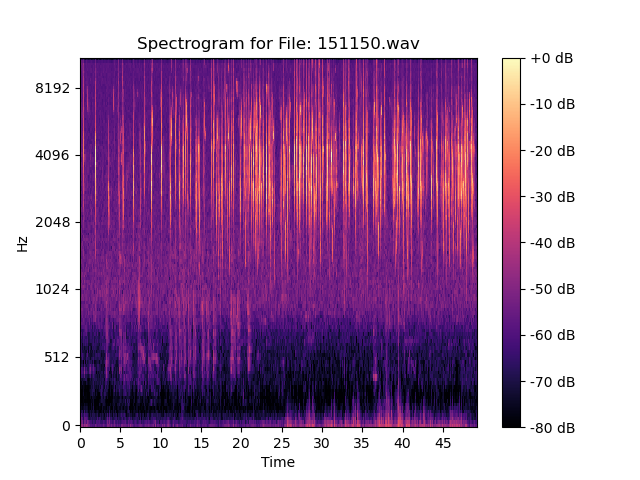 Spectrogram for File: 151150.wav
8192
4096
2048
1024
512
0
Hz
0 5 10 15 20 25 30 35 40 45
Time
+0 dB
-10 dB
-20 dB
-30 dB
-40 dB
-50 dB
-60 dB
-70 dB
-80 dB